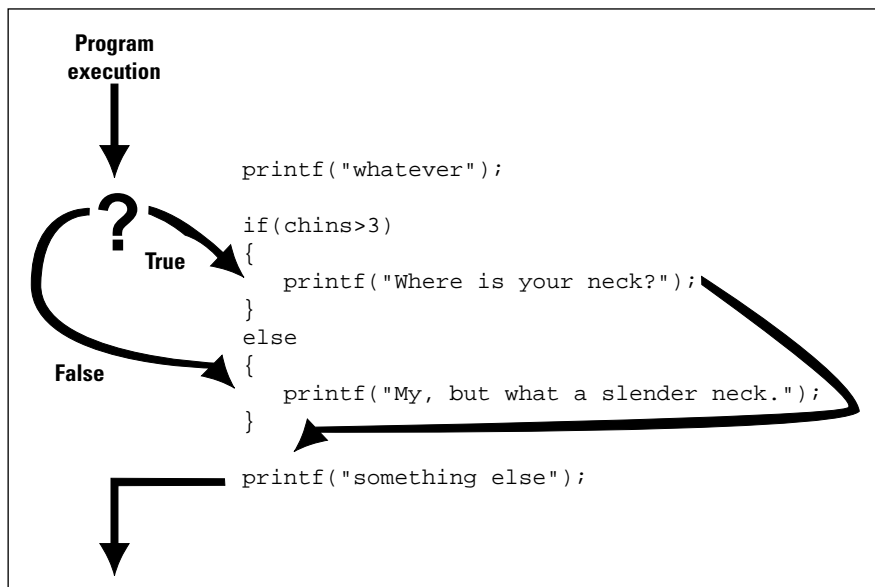 Program
execution
printf("whatever");
?
if(chins>3)
{
True
printf("Where is your neck?");
}
else
{
False
printf("My, but what a slender neck.");
}
printf("something else");